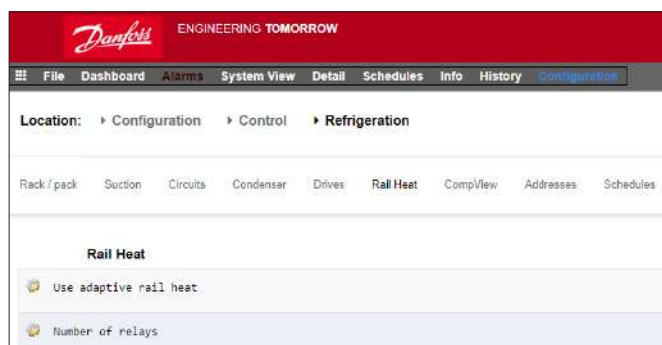 Danfoss ENGINEERING TOMORROW
File Dashboard Alarms System View Detail Schedules Info History Configuration
Location: Configuration Control Refrigeration
Rack / pack Suction Circuits Condenser Drives Rail Heat CompView Addresses Schedules
Rail Heat
Use adaptive rail heat
Number of relays